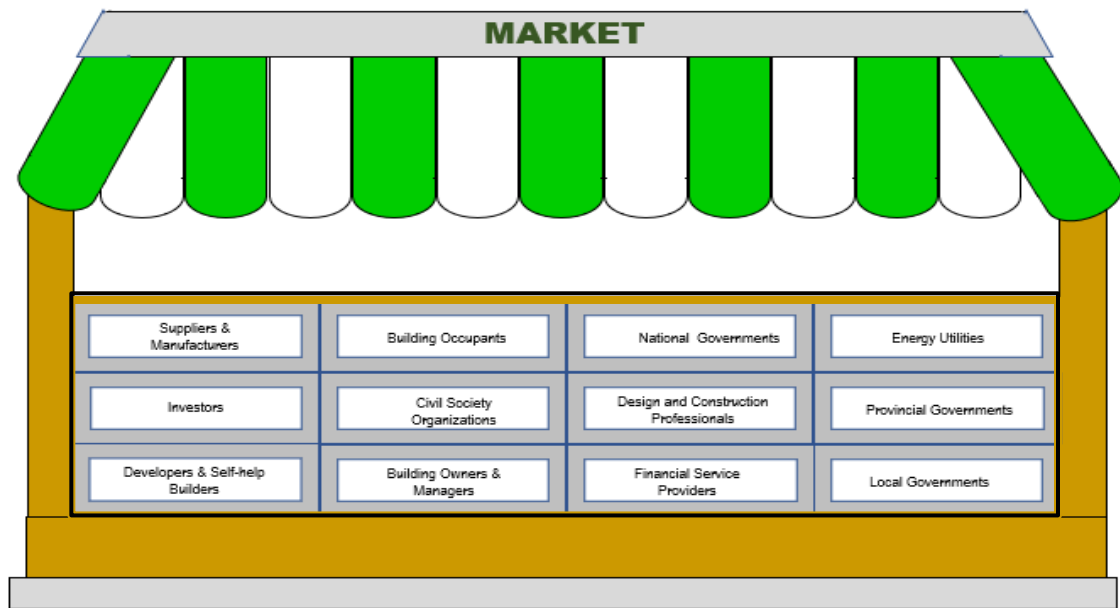 MARKET
Suppliers &
Manufacturers
Building Occupants
National Governments
Energy Utilities
Investors
Civil Society
Organizations
Design and Construction
Professionals
Provincial Governments
Developers & Self-help
Builders
Building Owners &
Managers
Financial Service
Providers
Local Governments